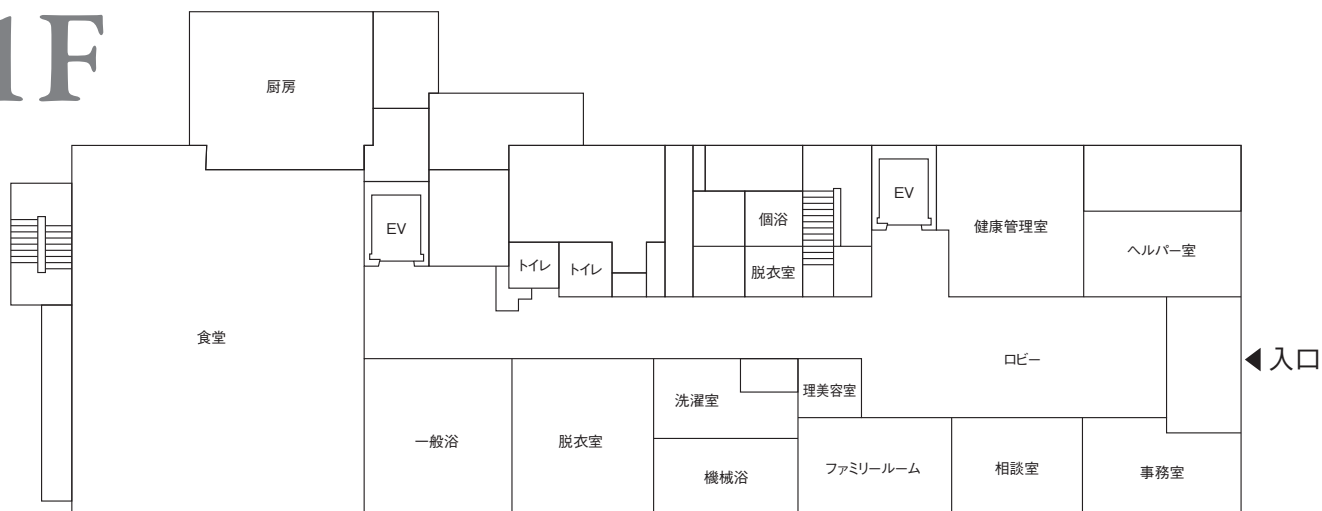 1F
厨房
EV
EV
個浴
健康管理室
ヘルパー室
トイレ
トイレ
脱衣室
食堂
ロビー
入口
理美容室
洗濯室
一般浴
脱衣室
機械浴
ファミリールーム
相談室
事務室